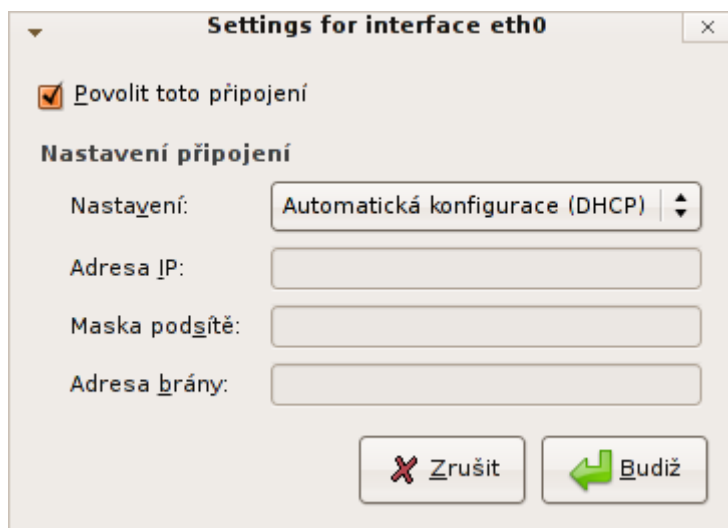 Settings for interface eth0
Povolit toto připojení
Nastavení připojení
Nastavení: Automatická konfigurace (DHCP)
Adresa IP:
Maska podsítě:
Adresa brány:
Zrušit Budiž